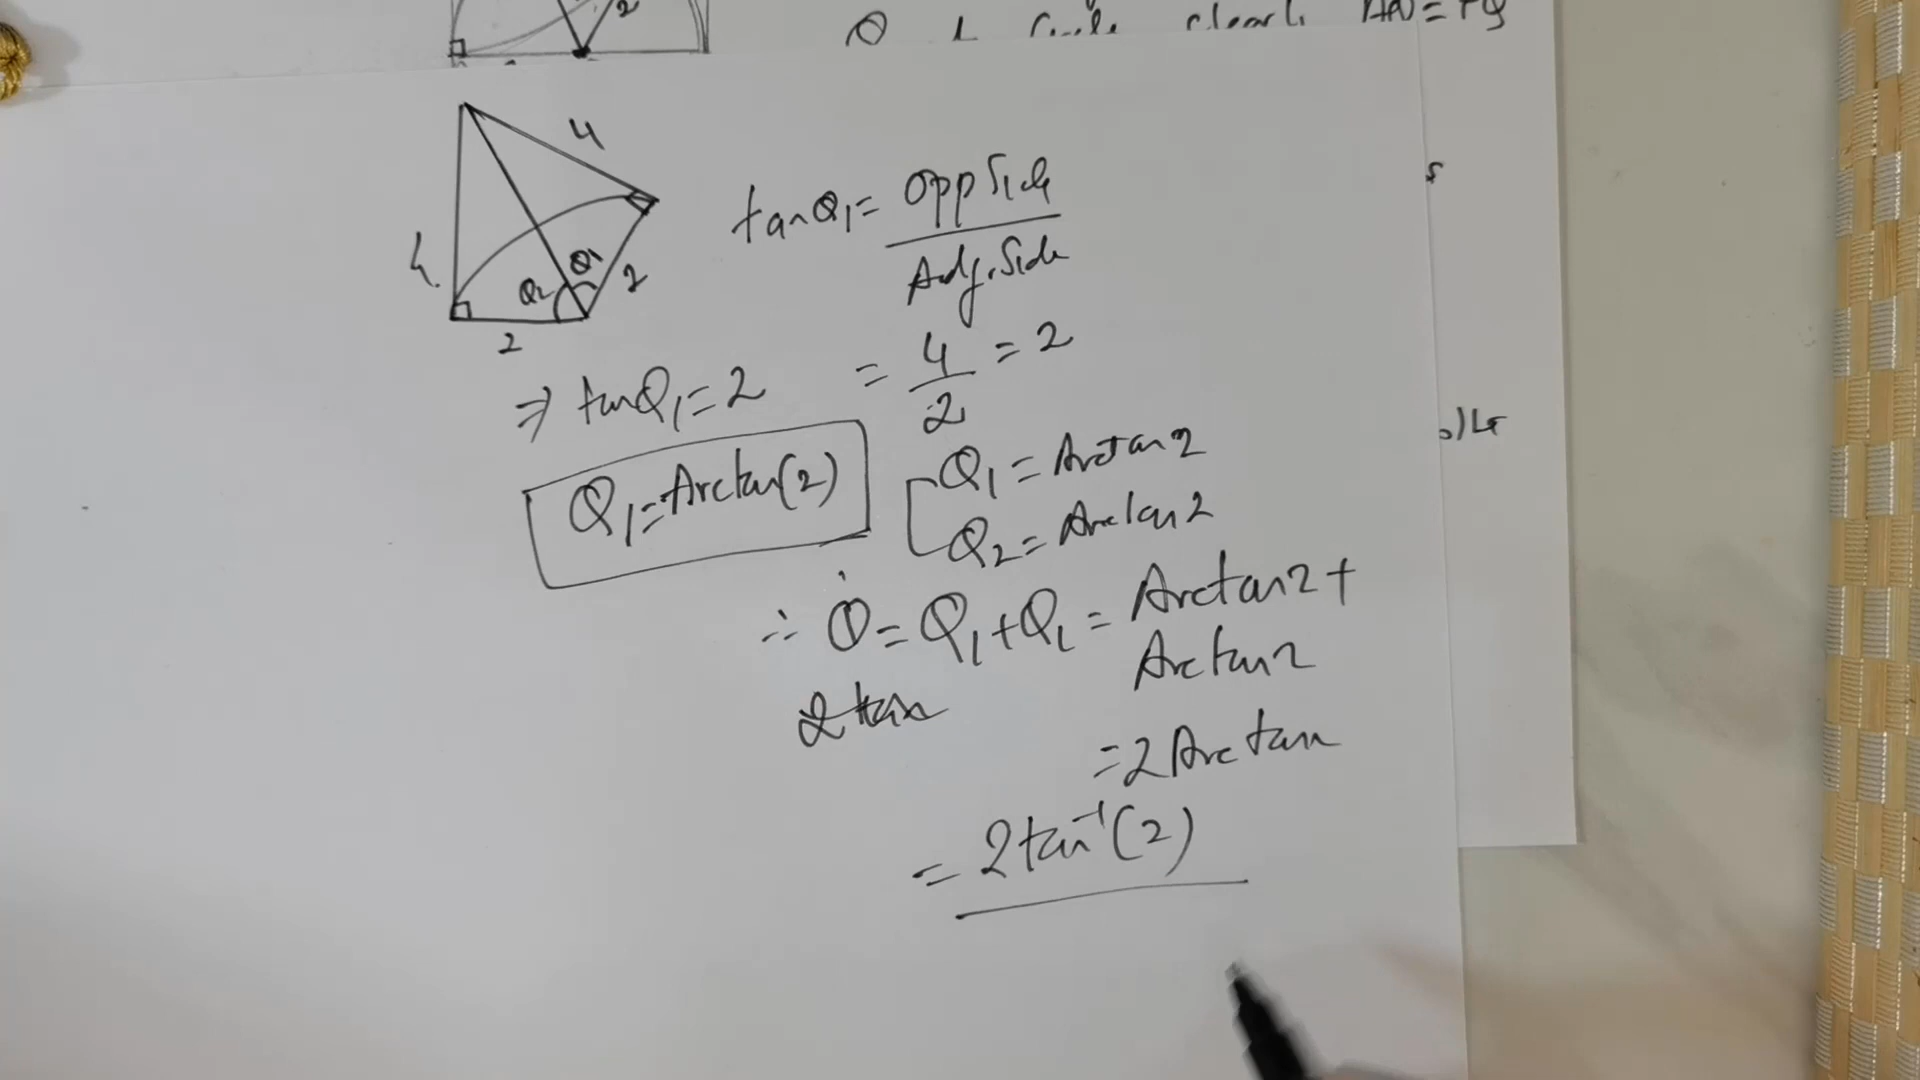 2
4
tanθ₁ = Opp Side
Adj. Side
4
θ₂ θ₁ 2
2
= 4/2 = 2
⇒ tanθ₁ = 2
θ₁ = Arctan(2)
θ₁ = Arctan 2
θ₂ = Arctan 2
∴ θ = θ₁ + θ₂ = Arctan 2 +
Arctan 2
2 tan
= 2 Arctan
= 2 tan⁻¹(2)